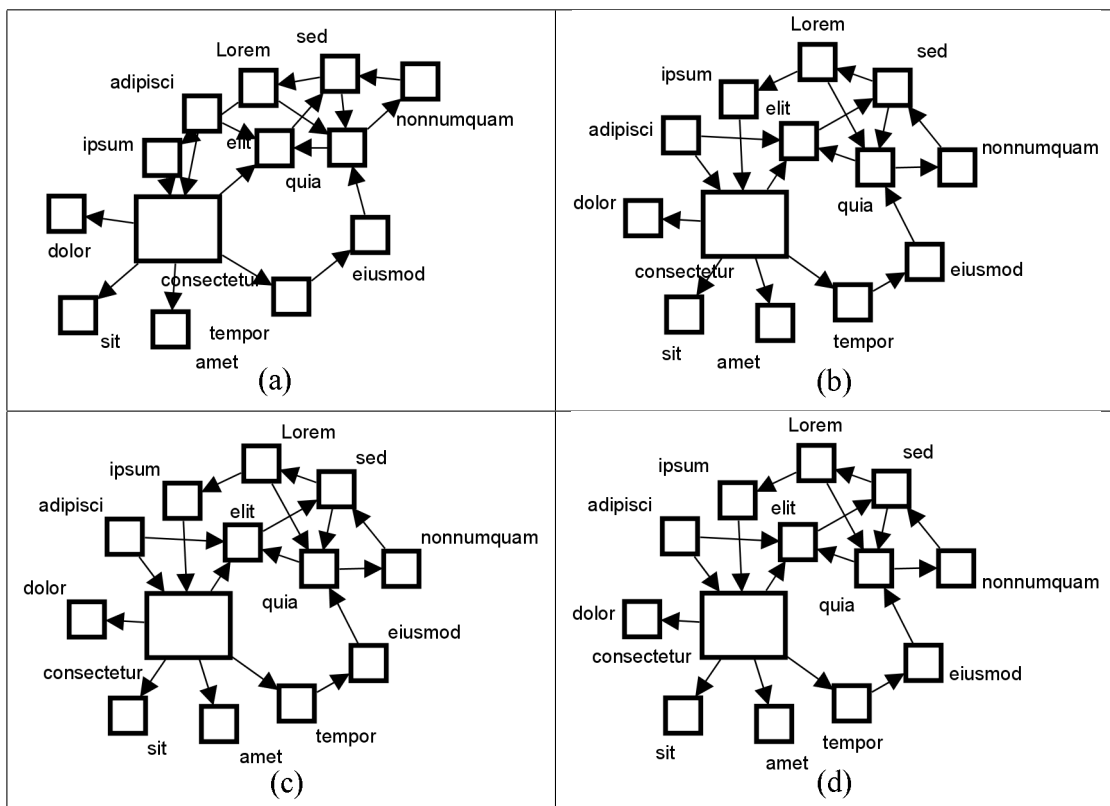 sed
Lorem
adipisci
nonnumquam
elit
ipsum
quia
dolor
consectetur
eiusmod
tempor
sit
amet
(a)
Lorem
sed
ipsum
elit
adipisci
nonnumquam
dolor
quia
consectetur
eiusmod
sit
amet
tempor
(b)
Lorem
sed
ipsum
adipisci
elit
nonnumquam
dolor
quia
eiusmod
consectetur
sit
amet
tempor
(c)
Lorem
sed
ipsum
adipisci
elit
nonnumquam
dolor
quia
consectetur
eiusmod
sit
amet
tempor
(d)